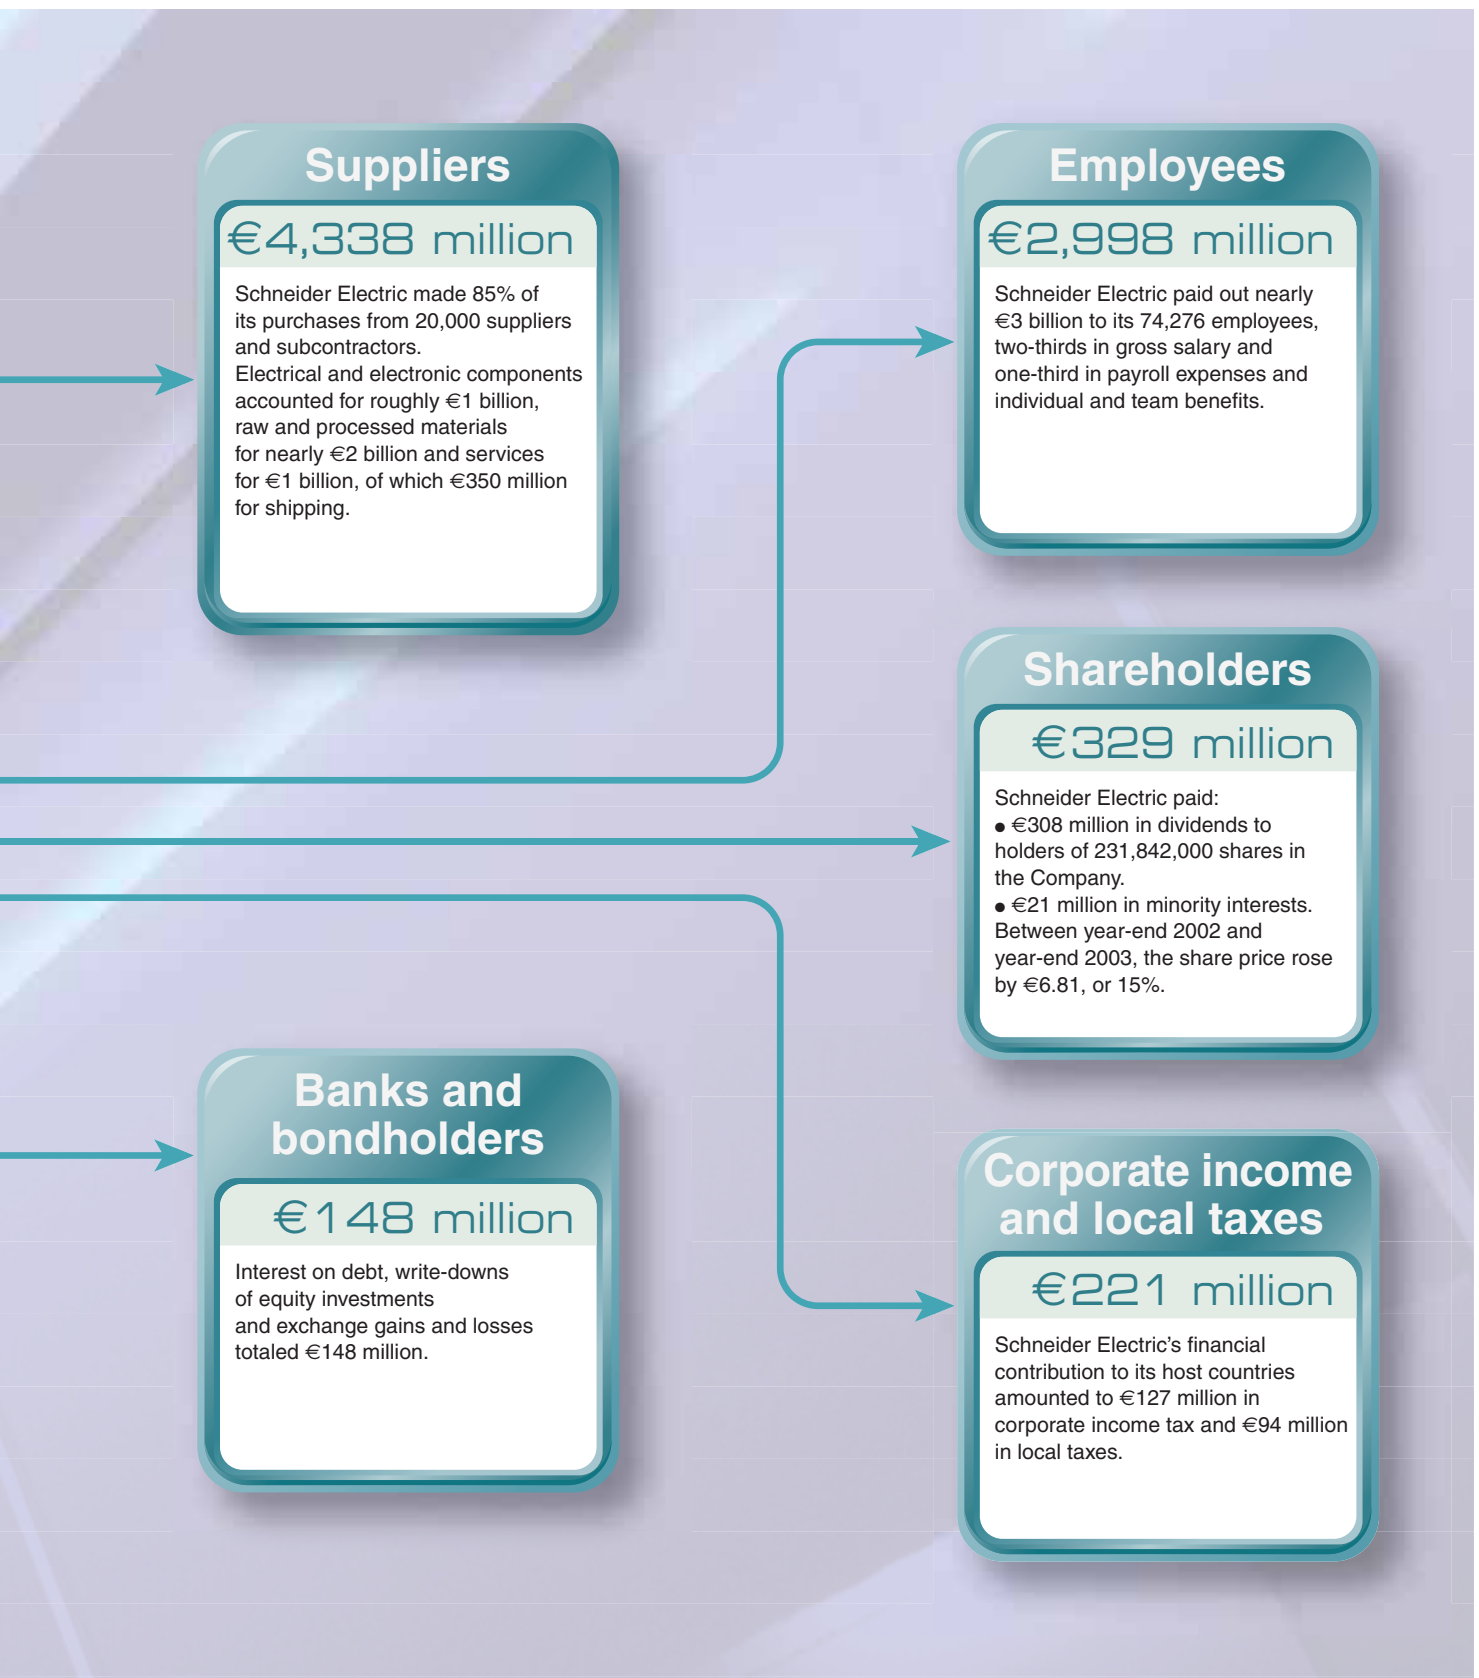 Suppliers
€4,338 million
Schneider Electric made 85% of
its purchases from 20,000 suppliers
and subcontractors.
Electrical and electronic components
accounted for roughly €1 billion,
raw and processed materials
for nearly €2 billion and services
for €1 billion, of which €350 million
for shipping.
Employees
€2,998 million
Schneider Electric paid out nearly
€3 billion to its 74,276 employees,
two-thirds in gross salary and
one-third in payroll expenses and
individual and team benefits.
Shareholders
€329 million
Schneider Electric paid:
● €308 million in dividends to
holders of 231,842,000 shares in
the Company.
● €21 million in minority interests.
Between year-end 2002 and
year-end 2003, the share price rose
by €6.81, or 15%.
Banks and
bondholders
€148 million
Interest on debt, write-downs
of equity investments
and exchange gains and losses
totaled €148 million.
Corporate income
and local taxes
€221 million
Schneider Electric's financial
contribution to its host countries
amounted to €127 million in
corporate income tax and €94 million
in local taxes.